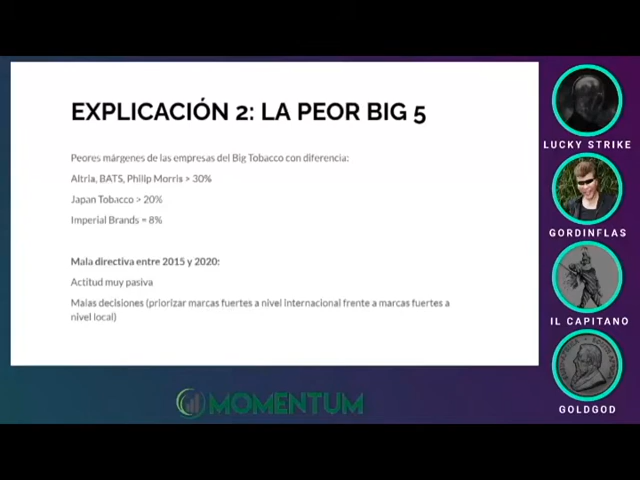 EXPLICACIÓN 2: LA PEOR BIG 5
Peores márgenes de las empresas del Big Tobacco con diferencia:
Altria, BATS, Philip Morris > 30%
Japan Tobacco > 20%
Imperial Brands = 8%
Mala directiva entre 2015 y 2020:
Actitud muy pasiva
Malas decisiones (priorizar marcas fuertes a nivel internacional frente a marcas fuertes a
nivel local)
MOMENTUM
LUCKY STRIKE
GORDINFLAS
IL CAPITANO
GOLDGOD